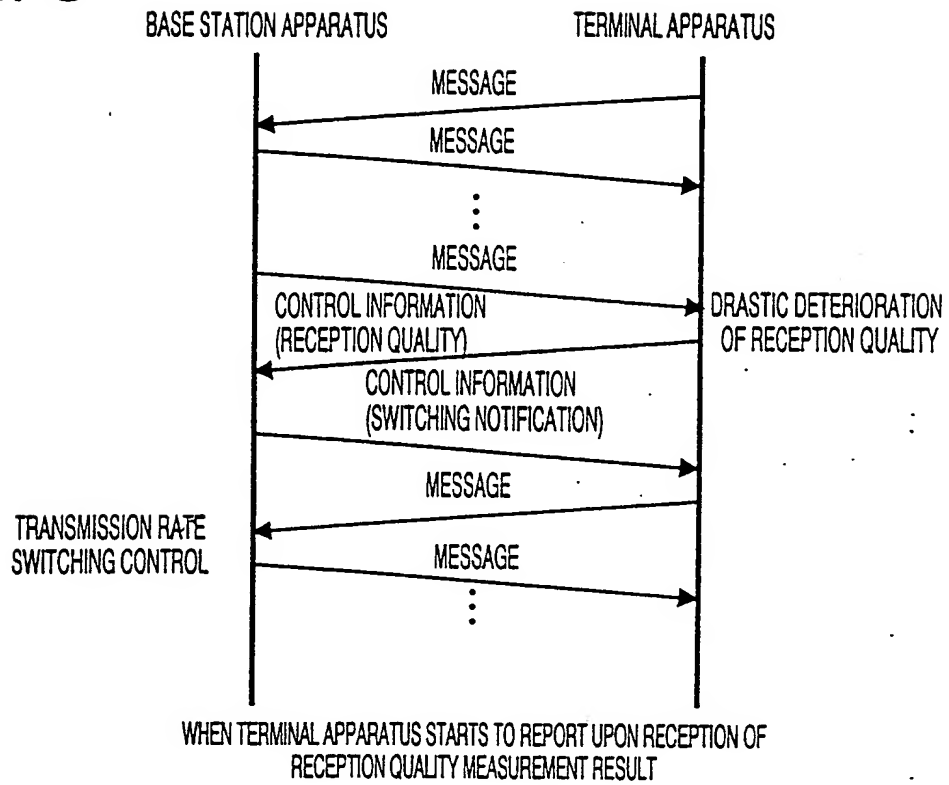 BASE STATION APPARATUS
TERMINAL APPARATUS
MESSAGE
MESSAGE
MESSAGE
CONTROL INFORMATION
(RECEPTION QUALITY)
DRASTIC DETERIORATION
OF RECEPTION QUALITY
CONTROL INFORMATION
(SWITCHING NOTIFICATION)
MESSAGE
TRANSMISSION RATE
SWITCHING CONTROL
MESSAGE
WHEN TERMINAL APPARATUS STARTS TO REPORT UPON RECEPTION OF
RECEPTION QUALITY MEASUREMENT RESULT